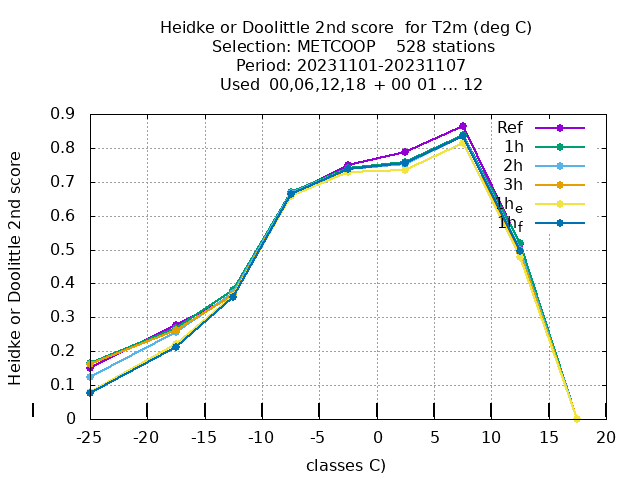 Heidke or Doolittle 2nd score  for T2m (deg C)
Selection: METCOOP    528 stations
Period: 20231101-20231107
Used  00,06,12,18  + 00 01 ... 12
Heidke or Doolittle 2nd score
0.9
0.8
0.7
0.6
0.5
0.4
0.3
0.2
0.1
0
Ref
1h
2h
3h
1he
1hf
-25 -20 -15 -10 -5 0 5 10 15 20
classes C)